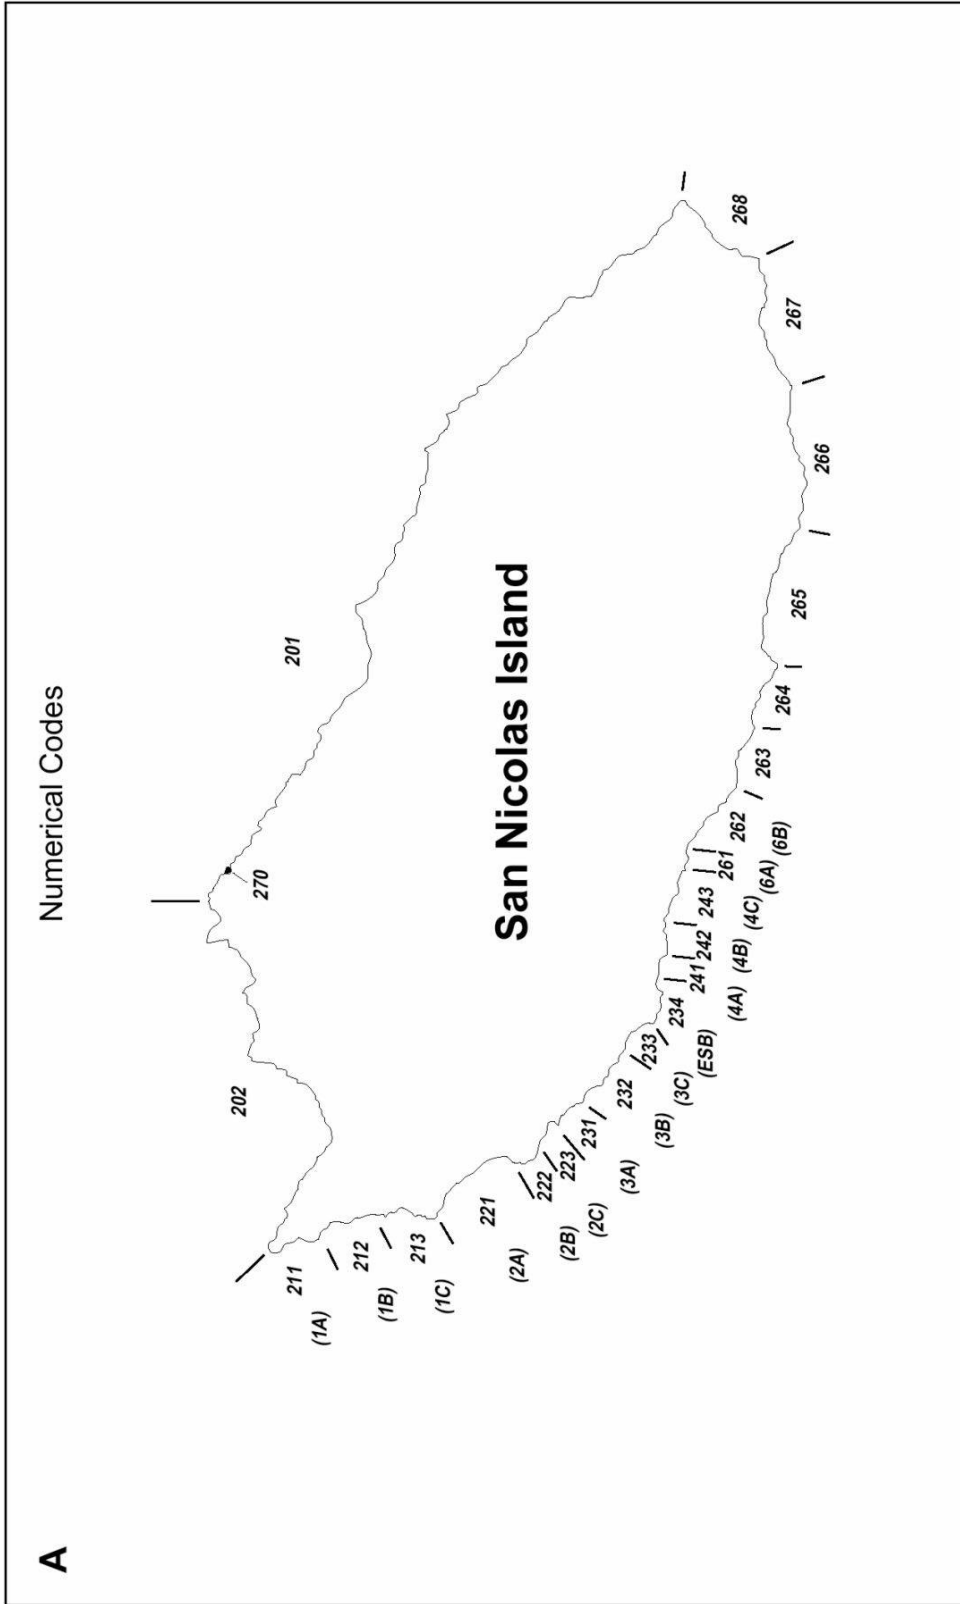 A
Numerical Codes
201
270
202
San Nicolas Island
211
(1A)
212
(1B)
213
(1C)
221
(2A)
222
(2B)
223
(2C)
231
(3A)
232
(3B)
233
(3C)
234
(ESB)
241
(4A)
242
(4B)
243
(4C)
261
(6A)
262
(6B)
263
264
265
266
267
268